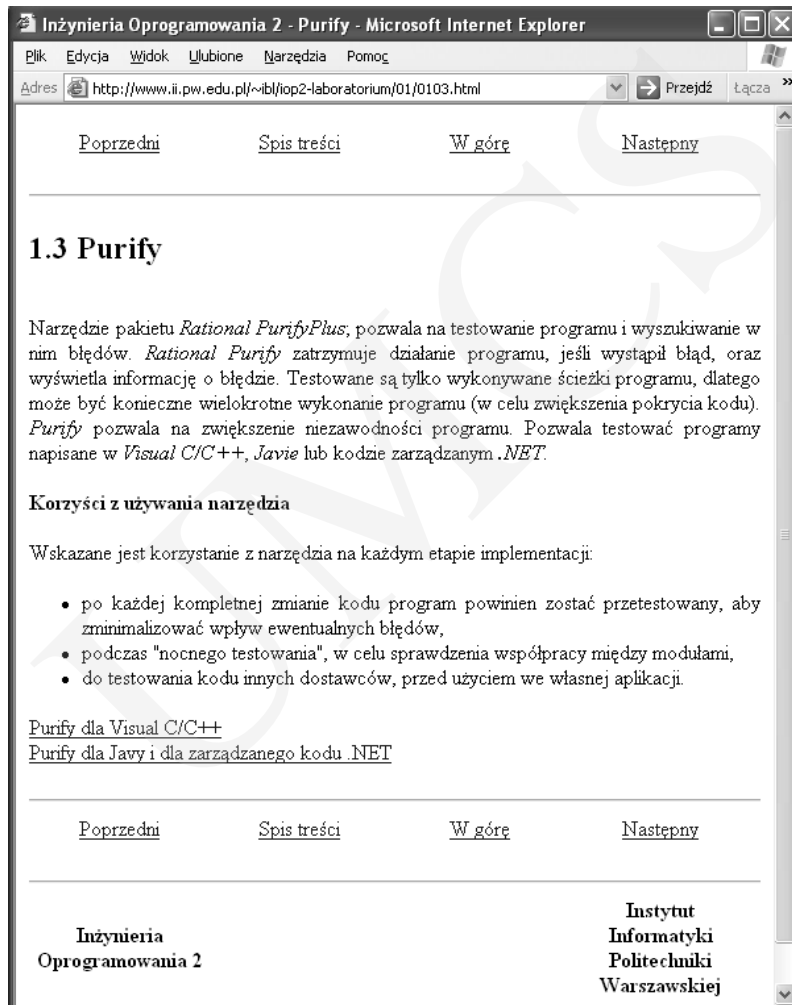 Inżynieria Oprogramowania 2 - Purify - Microsoft Internet Explorer
Plik Edycja Widok Ulubione Narzędzia Pomoc
Adres http://www.ii.pw.edu.pl/~ibl/iop2-laboratorium/01/0103.html Przejdź Łącza »
Poprzedni Spis treści W górę Następny
1.3 Purify
Narzędzie pakietu Rational PurifyPlus, pozwala na testowanie programu i wyszukiwanie w
nim błędów. Rational Purify zatrzymuje działanie programu, jeśli wystąpił błąd, oraz
wyświetla informację o błędzie. Testowane są tylko wykonywane ścieżki programu, dlatego
może być konieczne wielokrotne wykonanie programu (w celu zwiększenia pokrycia kodu).
Purify pozwala na zwiększenie niezawodności programu. Pozwala testować programy
napisane w Visual C/C++, Javie lub kodzie zarządzanym .NET.
Korzyści z używania narzędzia
Wskazane jest korzystanie z narzędzia na każdym etapie implementacji:
• po każdej kompletnej zmianie kodu program powinien zostać przetestowany, aby
zminimalizować wpływ ewentualnych błędów,
• podczas "nocnego testowania", w celu sprawdzenia współpracy między modułami,
• do testowania kodu innych dostawców, przed użyciem we własnej aplikacji.
Purify dla Visual C/C++
Purify dla Javy i dla zarządzanego kodu .NET
Poprzedni Spis treści W górę Następny
Inżynieria
Oprogramowania 2
Instytut
Informatyki
Politechniki
Warszawskiej
UMCS